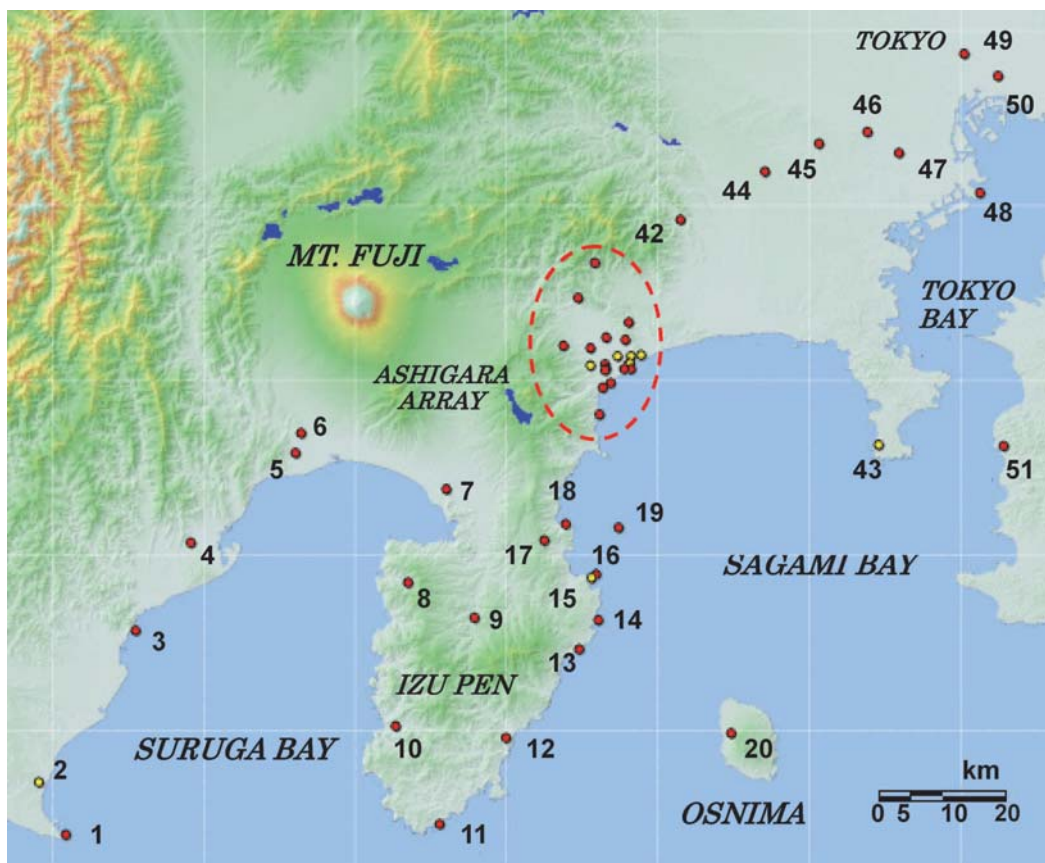 TOKYO
49
50
46
45
47
44
48
42
MT. FUJI
TOKYO
BAY
ASHIGARA
ARRAY
6
5
43
51
7
18
19
4
17
16
SAGAMI BAY
8
15
9
14
3
13
IZU PEN
10
12
SURUGA BAY
20
2
km
0 5 10 20
OSNIMA
11
1